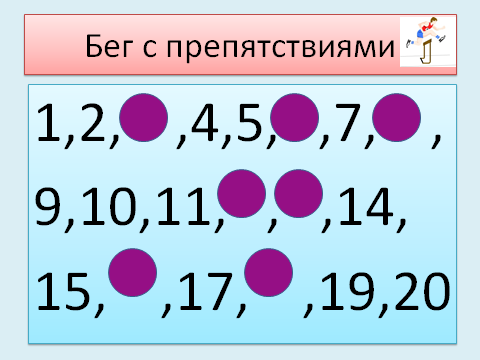 Бег с препятствиями
1,2, ,4,5, ,7, ,
9,10,11, , ,14,
15, ,17, ,19,20